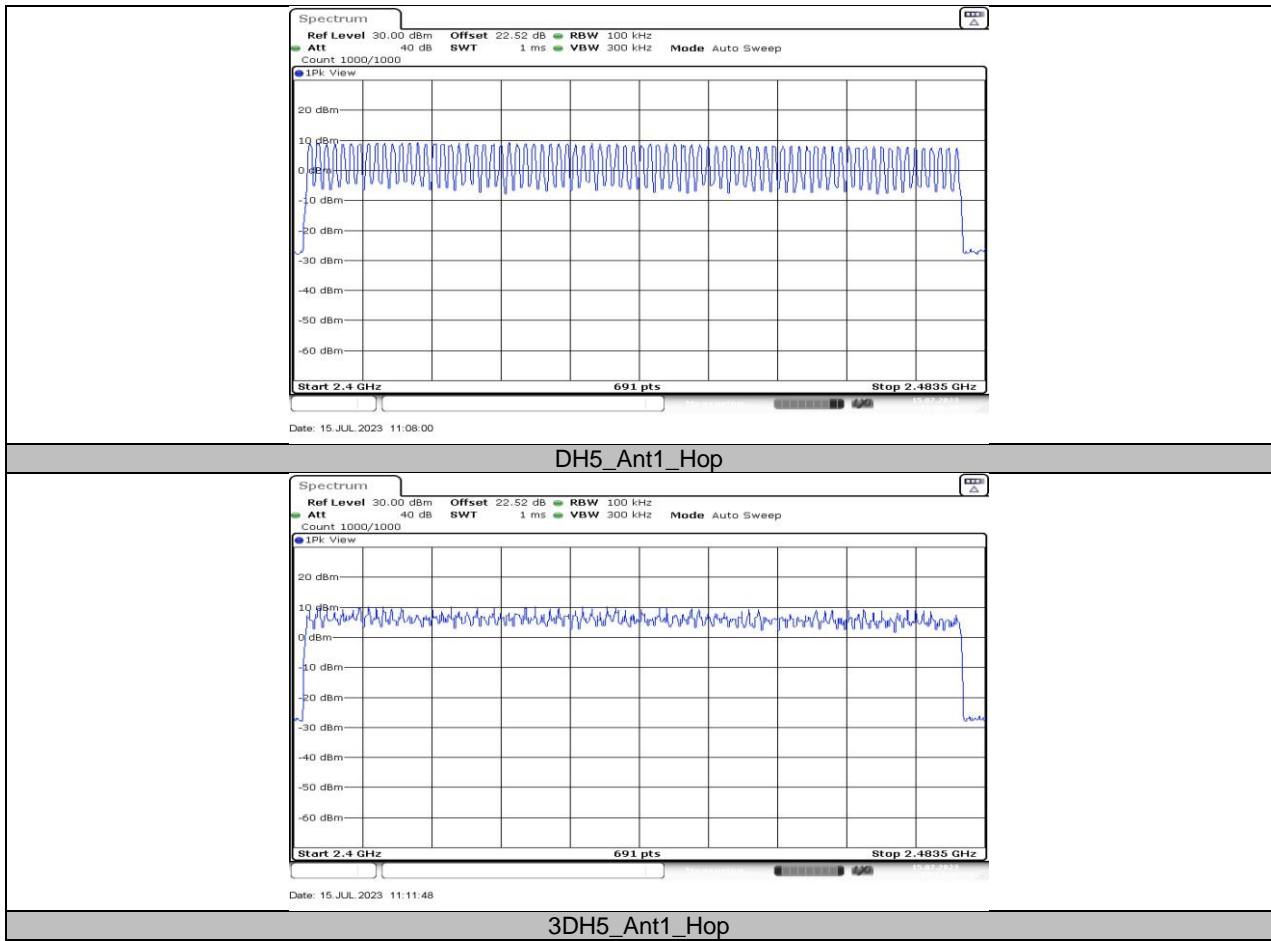 Spectrum
Ref Level 30.00 dBm Offset 22.52 dB RBW 100 kHz
Att 40 dB SWT 1 ms VBW 300 kHz Mode Auto Sweep
Count 1000/1000
1Pk View
20 dBm
10 dBm
0 dBm
-10 dBm
-20 dBm
-30 dBm
-40 dBm
-50 dBm
-60 dBm
Start 2.4 GHz 691 pts Stop 2.4835 GHz
Date: 15.JUL.2023 11:08:00
DH5_Ant1_Hop
Spectrum
Ref Level 30.00 dBm Offset 22.52 dB RBW 100 kHz
Att 40 dB SWT 1 ms VBW 300 kHz Mode Auto Sweep
Count 1000/1000
1Pk View
20 dBm
10 dBm
0 dBm
-10 dBm
-20 dBm
-30 dBm
-40 dBm
-50 dBm
-60 dBm
Start 2.4 GHz 691 pts Stop 2.4835 GHz
Date: 15.JUL.2023 11:11:48
3DH5_Ant1_Hop